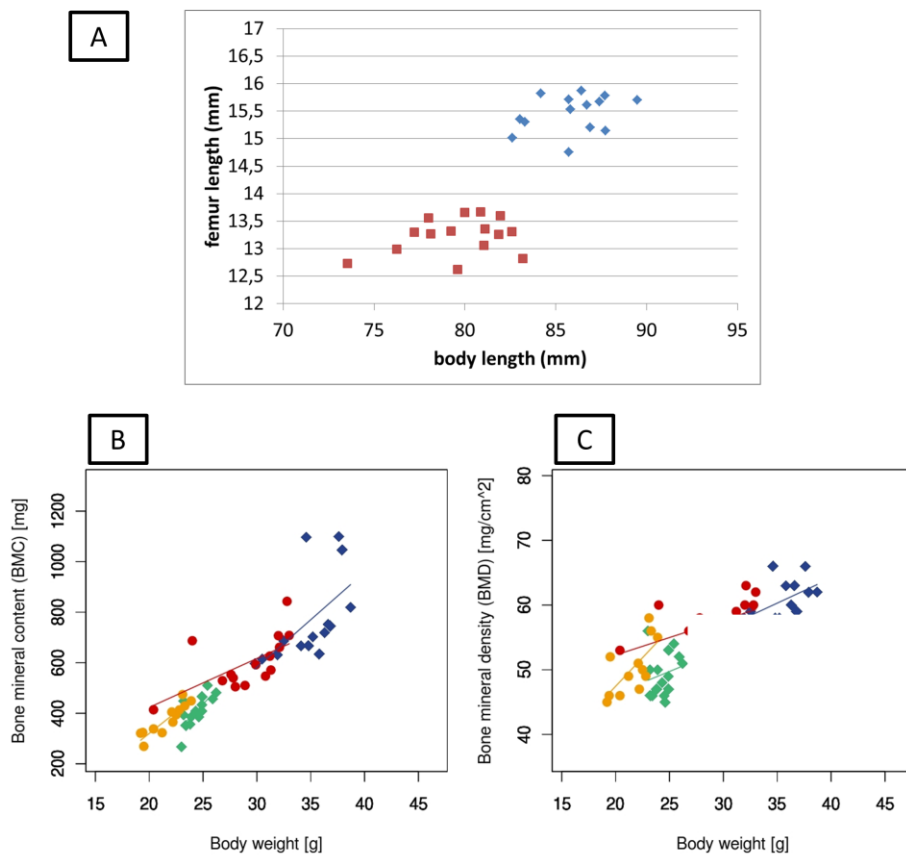 A
17
16,5
16
15,5
15
14,5
14
13,5
13
12,5
12
femur length (mm)
70 75 80 85 90 95
body length (mm)
B
Bone mineral content (BMC) [mg]
1200
1000
800
600
400
200
15 20 25 30 35 40 45
Body weight [g]
C
Bone mineral density (BMD) [mg/cm^2]
80
70
60
50
40
15 20 25 30 35 40 45
Body weight [g]